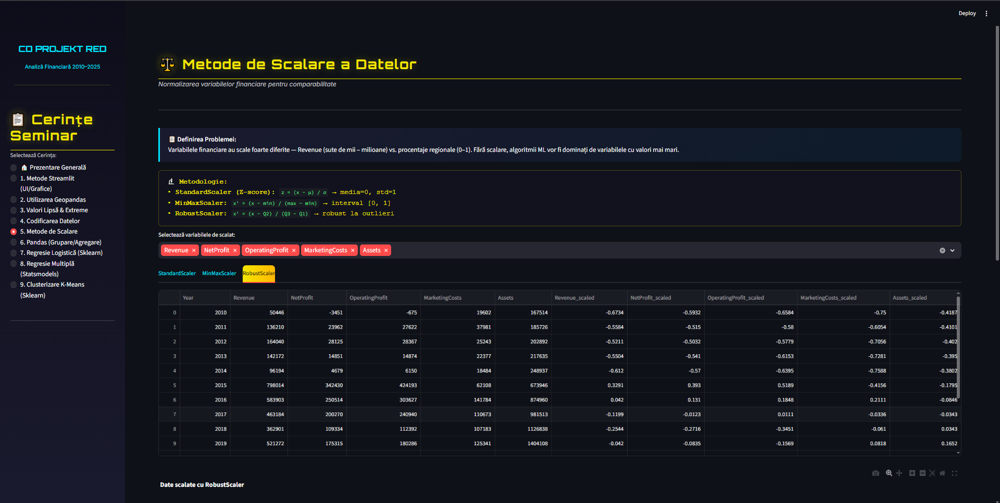 Deploy
CD PROJEKT RED
Analiză Financiară 2010–2025
Cerințe
Seminar
Selectează Cerința:
Prezentare Generală
1. Metode Streamlit
(UI/Grafice)
2. Utilizarea Geopandas
3. Valori Lipsă & Extreme
4. Codificarea Datelor
5. Metode de Scalare
6. Pandas (Grupare/Agregare)
7. Regresie Logistică (Sklearn)
8. Regresie Multiplă
(Statsmodels)
9. Clusterizare K-Means
(Sklearn)
Metode de Scalare a Datelor
Normalizarea variabilelor financiare pentru comparabilitate
Definirea Problemei:
Variabilele financiare au scale foarte diferite — Revenue (sute de mii – milioane) vs. procentaje regionale (0–1). Fără scalare, algoritmii ML vor fi dominați de variabilele cu valori mai mari.
Metodologie:
• StandardScaler (Z-score): z = (x - μ) / σ → media=0, std=1
• MinMaxScaler: x' = (x - min) / (max - min) → interval [0, 1]
• RobustScaler: x' = (x - Q2) / (Q3 - Q1) → robust la outlieri
Selectează variabilele de scalat:
Revenue × NetProfit × OperatingProfit × MarketingCosts × Assets ×
StandardScaler MinMaxScaler RobustScaler
Year Revenue NetProfit OperatingProfit MarketingCosts Assets Revenue_scaled NetProfit_scaled OperatingProfit_scaled MarketingCosts_scaled Assets_scaled
0 2010 50446 -3451 -675 19602 167514 -0.6734 -0.5932 -0.6584 -0.75 -0.4187
1 2011 136210 23962 27622 37981 185726 -0.5584 -0.515 -0.58 -0.6054 -0.4101
2 2012 164040 28125 28367 25243 202892 -0.5211 -0.5032 -0.5779 -0.7056 -0.402
3 2013 142172 14851 14874 22377 217635 -0.5504 -0.541 -0.6153 -0.7281 -0.395
4 2014 96194 4679 6150 18484 248937 -0.612 -0.57 -0.6395 -0.7588 -0.3802
5 2015 798014 342430 424193 62108 673946 0.3291 0.393 0.5189 -0.4156 -0.1795
6 2016 583903 250514 303627 141784 874960 0.042 0.131 0.1848 0.2111 -0.0846
7 2017 463184 200270 240940 110673 981513 -0.1199 -0.0123 0.0111 -0.0336 -0.0343
8 2018 362901 109334 112392 107183 1126838 -0.2544 -0.2716 -0.3451 -0.061 0.0343
9 2019 521272 175315 180286 125341 1404108 -0.042 -0.0835 -0.1569 0.0818 0.1652
Date scalate cu RobustScaler